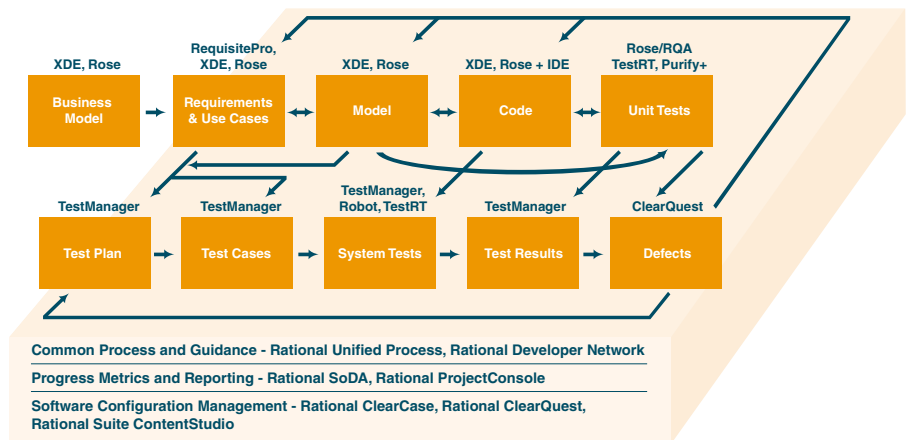 RequisitePro,
XDE, Rose
XDE, Rose
XDE, Rose
XDE, Rose + IDE
Rose/RQA
TestRT, Purify+
Business
Model
Requirements
& Use Cases
Model
Code
Unit Tests
TestManager
TestManager
TestManager,
Robot, TestRT
TestManager
ClearQuest
Test Plan
Test Cases
System Tests
Test Results
Defects
Common Process and Guidance - Rational Unified Process, Rational Developer Network
Progress Metrics and Reporting - Rational SoDA, Rational ProjectConsole
Software Configuration Management - Rational ClearCase, Rational ClearQuest,
Rational Suite ContentStudio